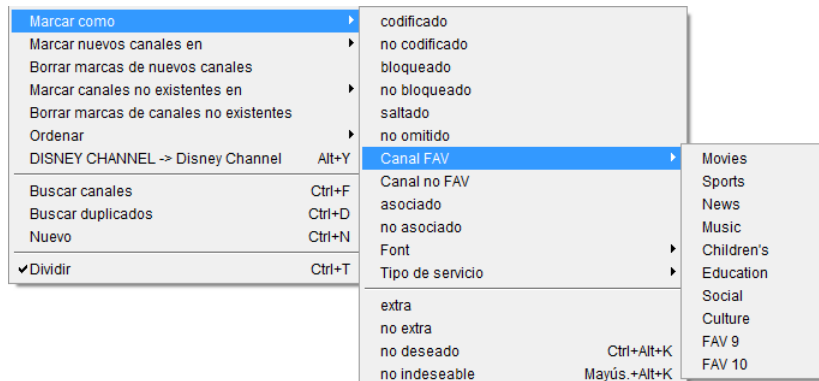 Marcar como
Marcar nuevos canales en
Borrar marcas de nuevos canales
Marcar canales no existentes en
Borrar marcas de canales no existentes
Ordenar
DISNEY CHANNEL -> Disney Channel Alt+Y
Buscar canales Ctrl+F
Buscar duplicados Ctrl+D
Nuevo Ctrl+N
Dividir Ctrl+T
codificado
no codificado
bloqueado
no bloqueado
saltado
no omitido
Canal FAV
Canal no FAV
asociado
no asociado
Font
Tipo de servicio
extra
no extra
no deseado Ctrl+Alt+K
no indeseable Mayús.+Alt+K
Movies
Sports
News
Music
Children's
Education
Social
Culture
FAV 9
FAV 10